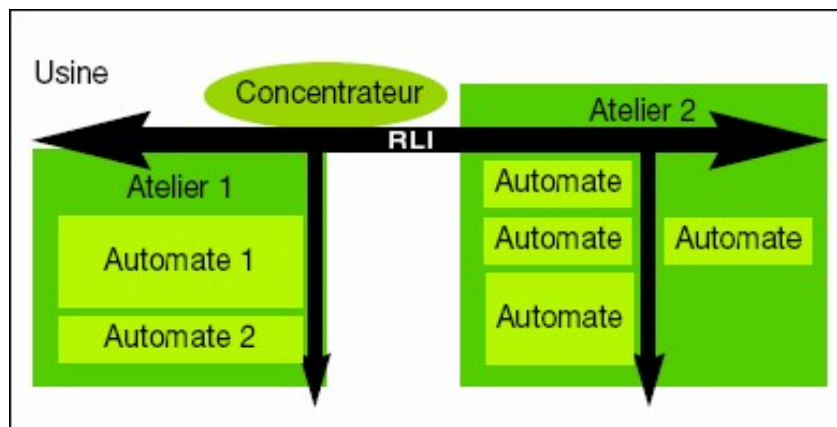 Usine
Concentrateur
Atelier 2
RLI
Atelier 1
Automate
Automate 1
Automate
Automate
Automate 2
Automate